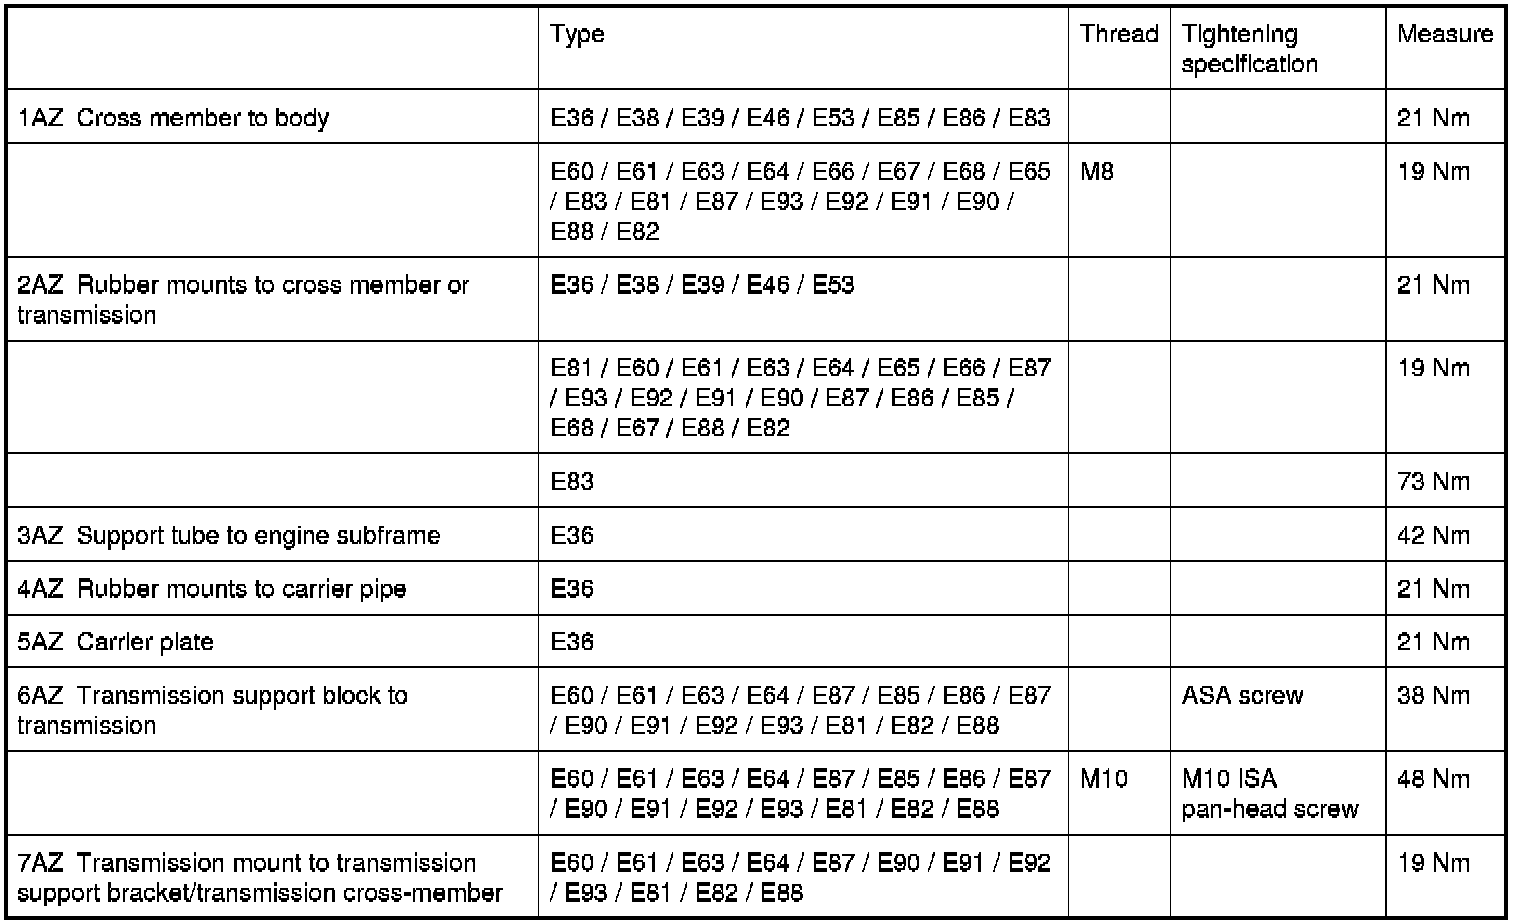 Type Thread Tightening Measure
specification
1AZ Cross member to body E36 / E38 / E39 / E46 / E53 / E85 / E86 / E83 21 Nm
E60 / E61 / E63 / E64 / E66 / E67 / E68 / E65 M8 19 Nm
/ E83 / E81 / E87 / E93 / E92 / E91 / E90 /
E88 / E82
2AZ Rubber mounts to cross member or E36 / E38 / E39 / E46 / E53 21 Nm
transmission
E81 / E60 / E61 / E63 / E64 / E65 / E66 / E87 19 Nm
/ E93 / E92 / E91 / E90 / E87 / E86 / E85 /
E68 / E67 / E88 / E82
E83 73 Nm
3AZ Support tube to engine subframe E36 42 Nm
4AZ Rubber mounts to carrier pipe E36 21 Nm
5AZ Carrier plate E36 21 Nm
6AZ Transmission support block to E60 / E61 / E63 / E64 / E87 / E85 / E86 / E87 ASA screw 38 Nm
transmission / E90 / E91 / E92 / E93 / E81 / E82 / E88
E60 / E61 / E63 / E64 / E87 / E85 / E86 / E87 M10 M10 ISA 48 Nm
/ E90 / E91 / E92 / E93 / E81 / E82 / E88 pan-head screw
7AZ Transmission mount to transmission E60 / E61 / E63 / E64 / E87 / E90 / E91 / E92 19 Nm
support bracket/transmission cross-member / E93 / E81 / E82 / E88